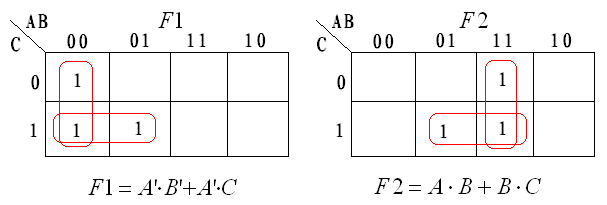 AB F1 AB F2
C 00 01 11 10 C 00 01 11 10
0 1 0 1
1 1 1 1 1 1
F1 = A'·B'+A'·C F2 = A · B + B · C